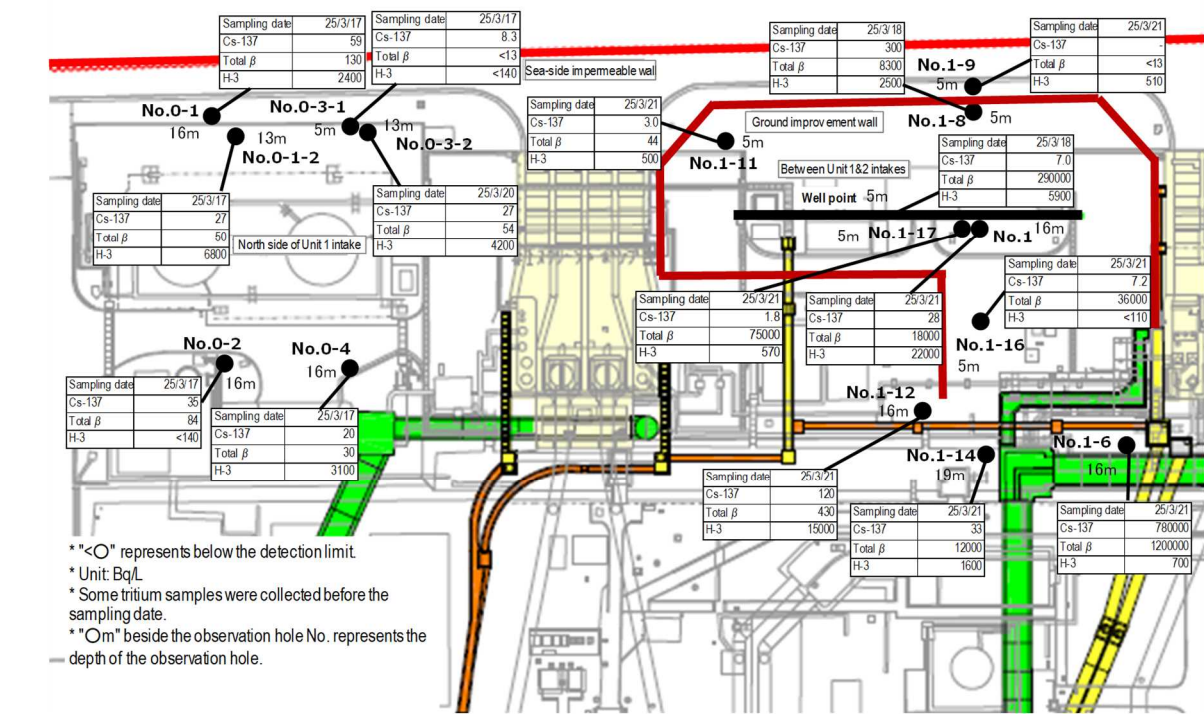 Sampling date 25/3/17
Cs-137 59
Total β 130
H-3 2400
Sampling date 25/3/17
Cs-137 8.3
Total β <13
H-3 <140
Sea-side impermeable wall
Sampling date 25/3/18
Cs-137 300
Total β 8300
H-3 2500
Sampling date 25/3/21
Cs-137 -
Total β <13
H-3 510
No.1-9
5m
No.0-1
16m
No.0-3-1
5m
13m
No.0-3-2
13m
No.0-1-2
Sampling date 25/3/21
Cs-137 3.0
Total β 44
H-3 500
5m
No.1-11
Ground improvement wall
No.1-8
5m
Between Unit 1&2 intakes
Sampling date 25/3/18
Cs-137 7.0
Total β 290000
H-3 5900
Well point 5m
Sampling date 25/3/17
Cs-137 27
Total β 50
H-3 6800
North side of Unit 1 intake
Sampling date 25/3/20
Cs-137 27
Total β 54
H-3 4200
5m
No.1-17
No.1
16m
Sampling date 25/3/21
Cs-137 7.2
Total β 36000
H-3 <110
Sampling date 25/3/21
Cs-137 1.8
Total β 75000
H-3 570
Sampling date 25/3/21
Cs-137 28
Total β 18000
H-3 22000
No.1-16
5m
No.0-2
16m
No.0-4
16m
Sampling date 25/3/17
Cs-137 35
Total β 84
H-3 <140
Sampling date 25/3/17
Cs-137 20
Total β 30
H-3 3100
No.1-12
16m
No.1-14
19m
No.1-6
16m
Sampling date 25/3/21
Cs-137 120
Total β 430
H-3 15000
Sampling date 25/3/21
Cs-137 33
Total β 12000
H-3 1600
Sampling date 25/3/21
Cs-137 780000
Total β 1200000
H-3 700
* "<〇" represents below the detection limit.
* Unit: Bq/L
* Some tritium samples were collected before the
sampling date.
* "〇m" beside the observation hole No. represents the
depth of the observation hole.